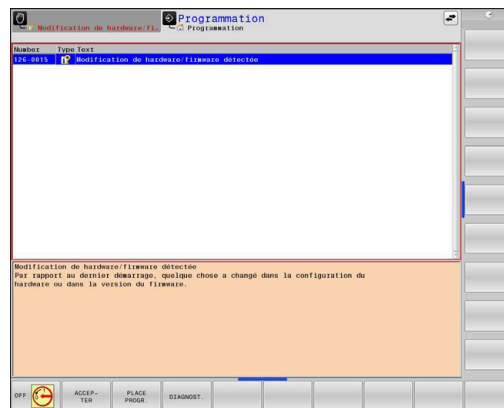 Modification de hardware/fi…
Programmation
Programmation
Number Type Text
126-0015 Modification de hardware/firmware détectée
Modification de hardware/firmware détectée
Par rapport au dernier démarrage, quelque chose a changé dans la configuration du
hardware ou dans la version du firmware.
OFF
ACCEP-
TER
PLACE
PROGR.
DIAGNOST.